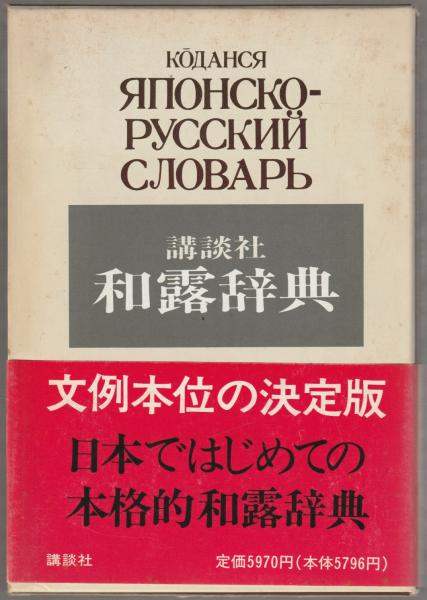 КŌДАНСЯ
ЯПОНСКО-
РУССКИЙ
СЛОВАРЬ
講談社
和露辞典
文例本位の決定版
日本ではじめての
本格的和露辞典
講談社
定価5970円(本体5796円)